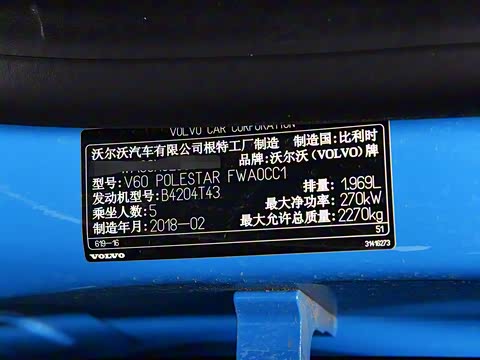 VOLVO CAR CORPORATION
沃尔沃汽车有限公司根特工厂制造 制造国:比利时
品牌:沃尔沃(VOLVO)牌
型号:V60 POLESTAR FWA0CC1
发动机型号:B4204T43 排量: 1.969L
乘坐人数:5 最大净功率: 270kW
制造年月:2018-02 最大允许总质量: 2270kg
619-16 51
VOLVO 31416273